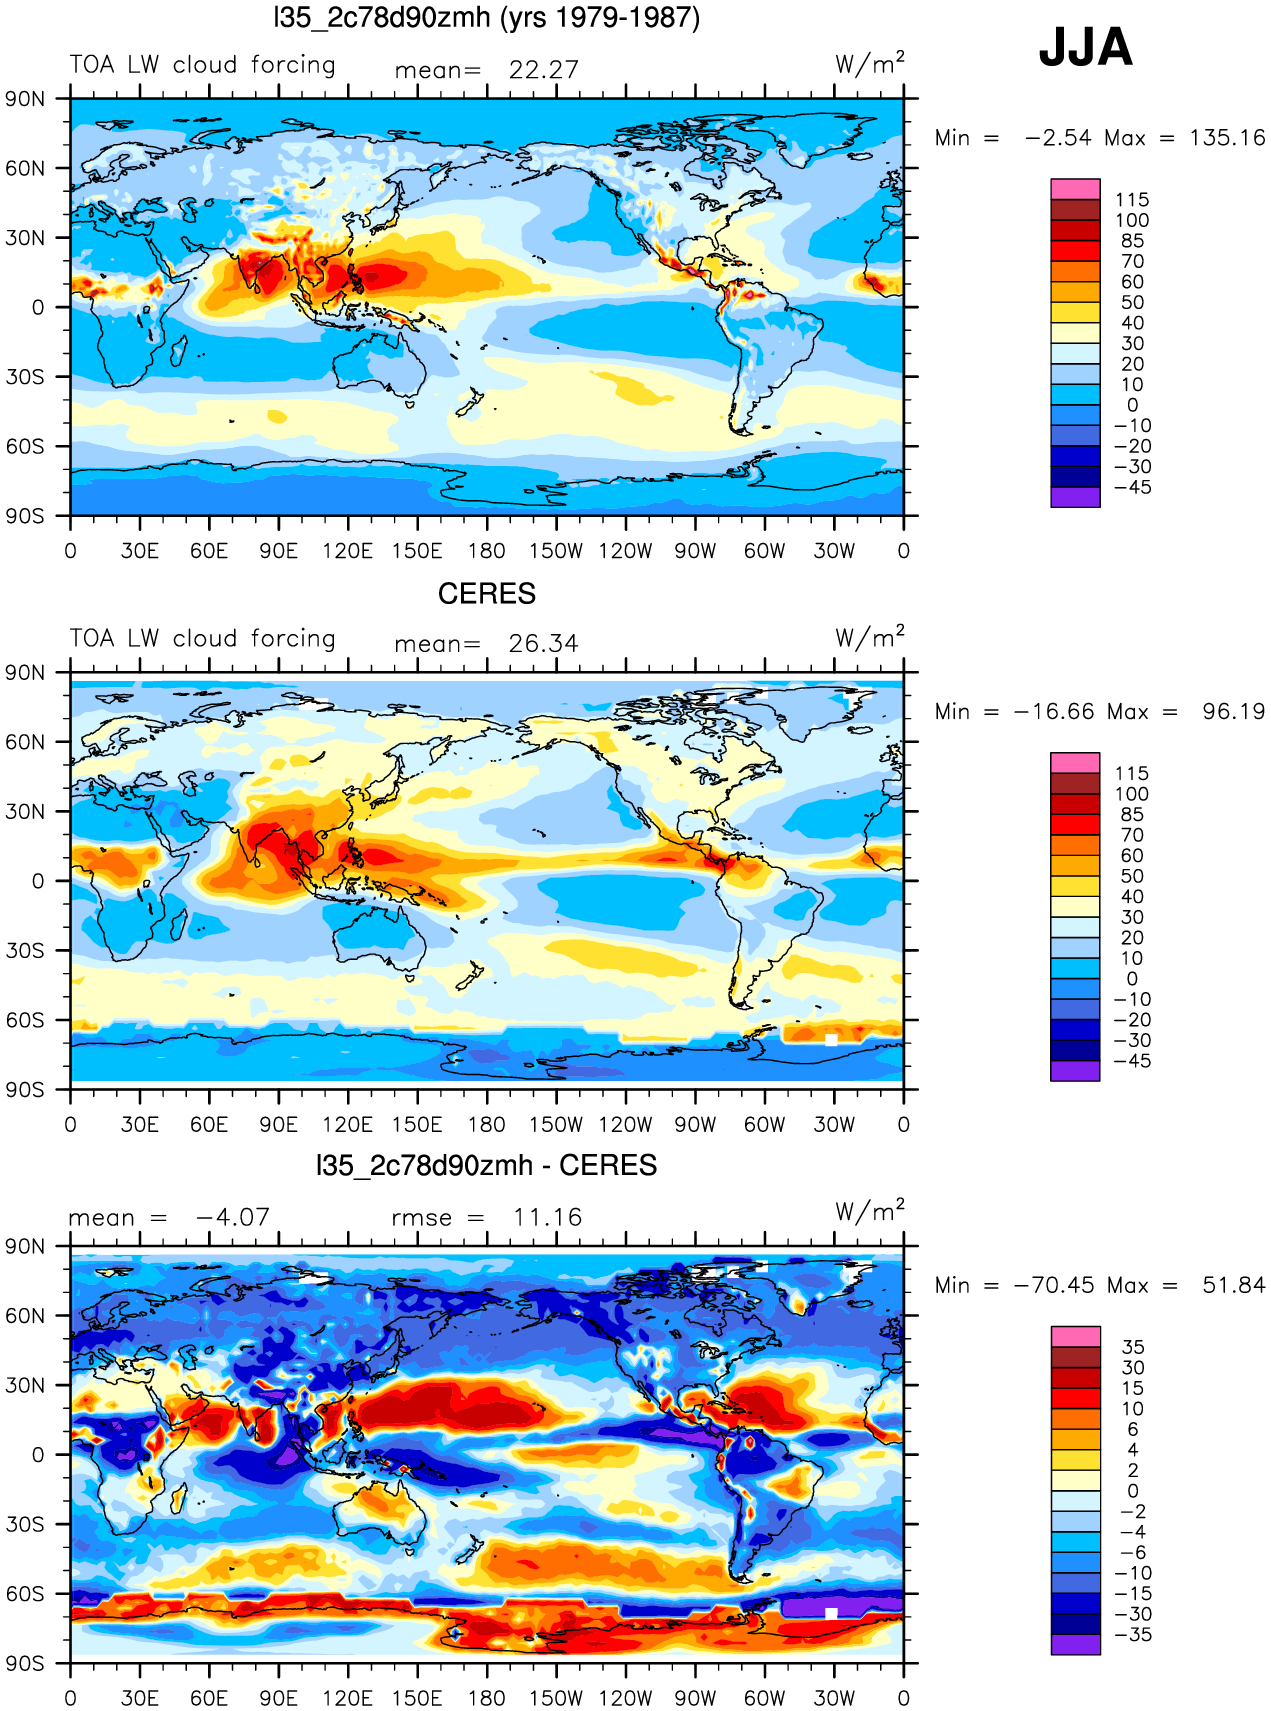 l35_2c78d90zmh (yrs 1979-1987)
JJA
TOA LW cloud forcing mean= 22.27 W/m²
Min = −2.54 Max = 135.16
90N
60N
30N
0
30S
60S
90S
0 30E 60E 90E 120E 150E 180 150W 120W 90W 60W 30W 0
115
100
85
70
60
50
40
30
20
10
0
−10
−20
−30
−45
CERES
TOA LW cloud forcing mean= 26.34 W/m²
Min = −16.66 Max = 96.19
90N
60N
30N
0
30S
60S
90S
0 30E 60E 90E 120E 150E 180 150W 120W 90W 60W 30W 0
115
100
85
70
60
50
40
30
20
10
0
−10
−20
−30
−45
l35_2c78d90zmh - CERES
mean = −4.07 rmse = 11.16 W/m²
Min = −70.45 Max = 51.84
90N
60N
30N
0
30S
60S
90S
0 30E 60E 90E 120E 150E 180 150W 120W 90W 60W 30W 0
35
30
15
10
6
4
2
0
−2
−4
−6
−10
−15
−30
−35